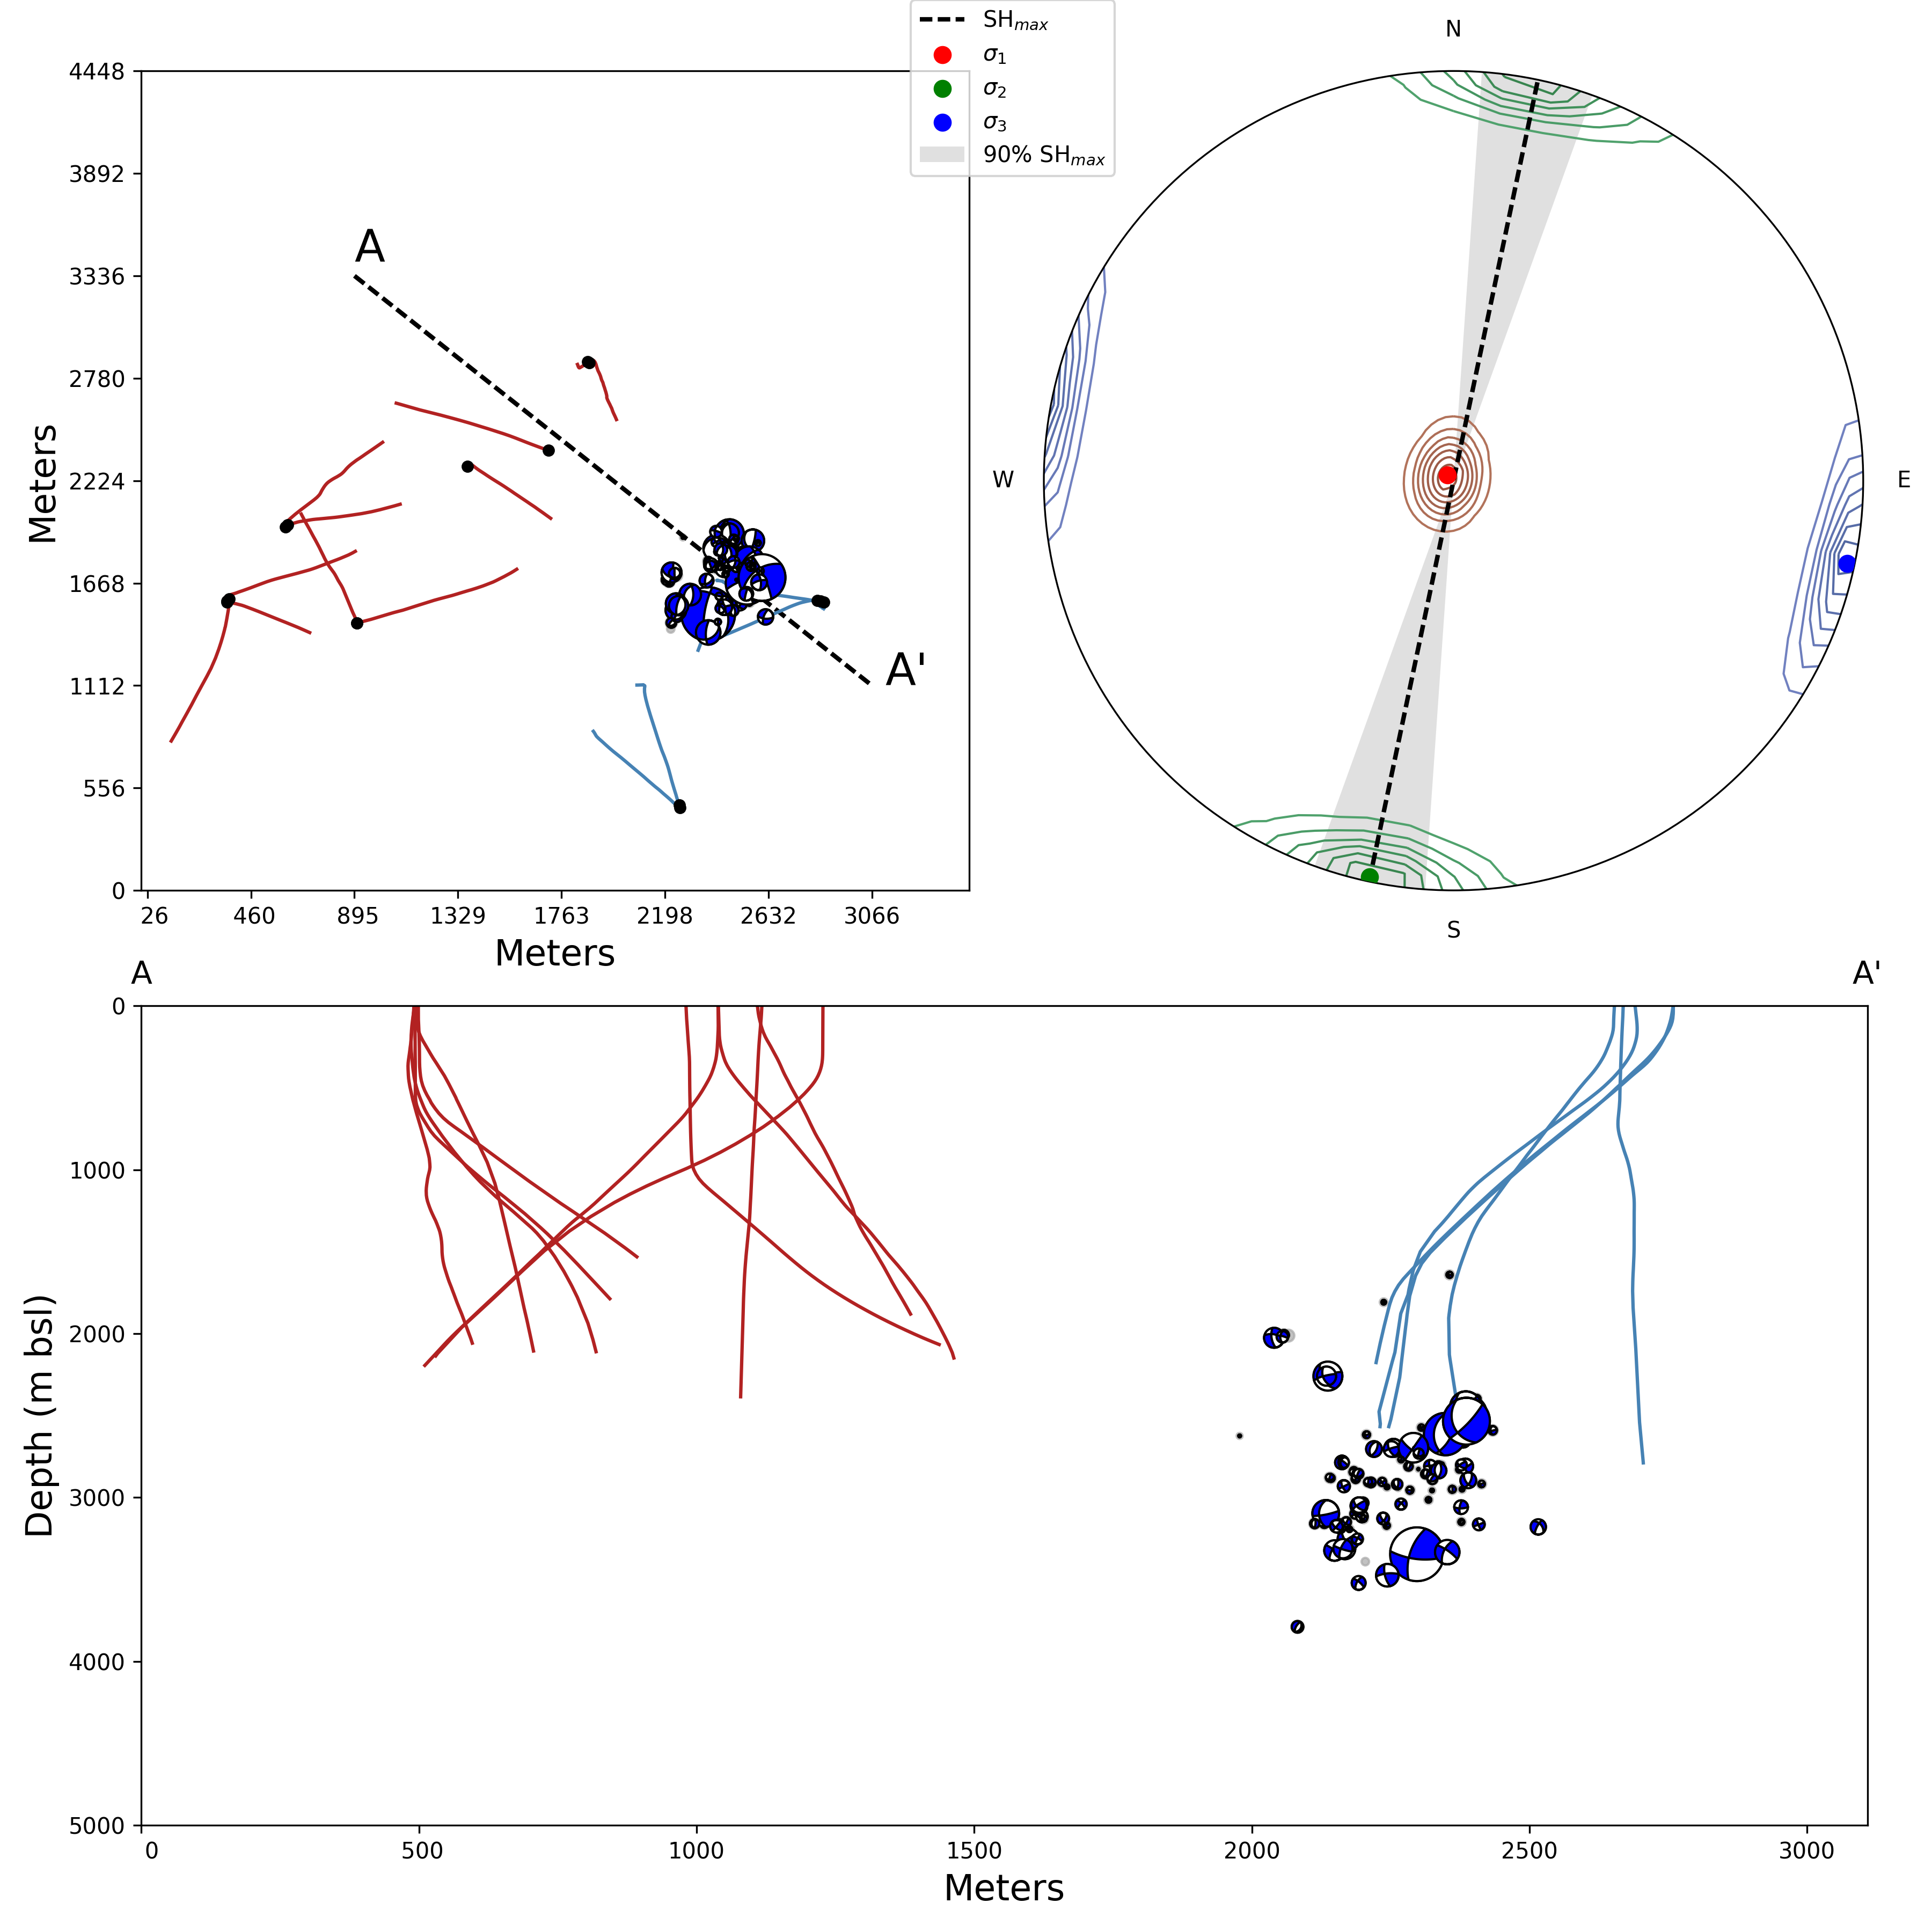 SHmax
σ1
σ2
σ3
90% SHmax
4448
3892
3336
2780
2224
1668
1112
556
0
Meters
A
A'
26 460 895 1329 1763 2198 2632 3066
Meters
N
W
E
S
A A'
0
1000
2000
3000
4000
5000
Depth (m bsl)
0 500 1000 1500 2000 2500 3000
Meters